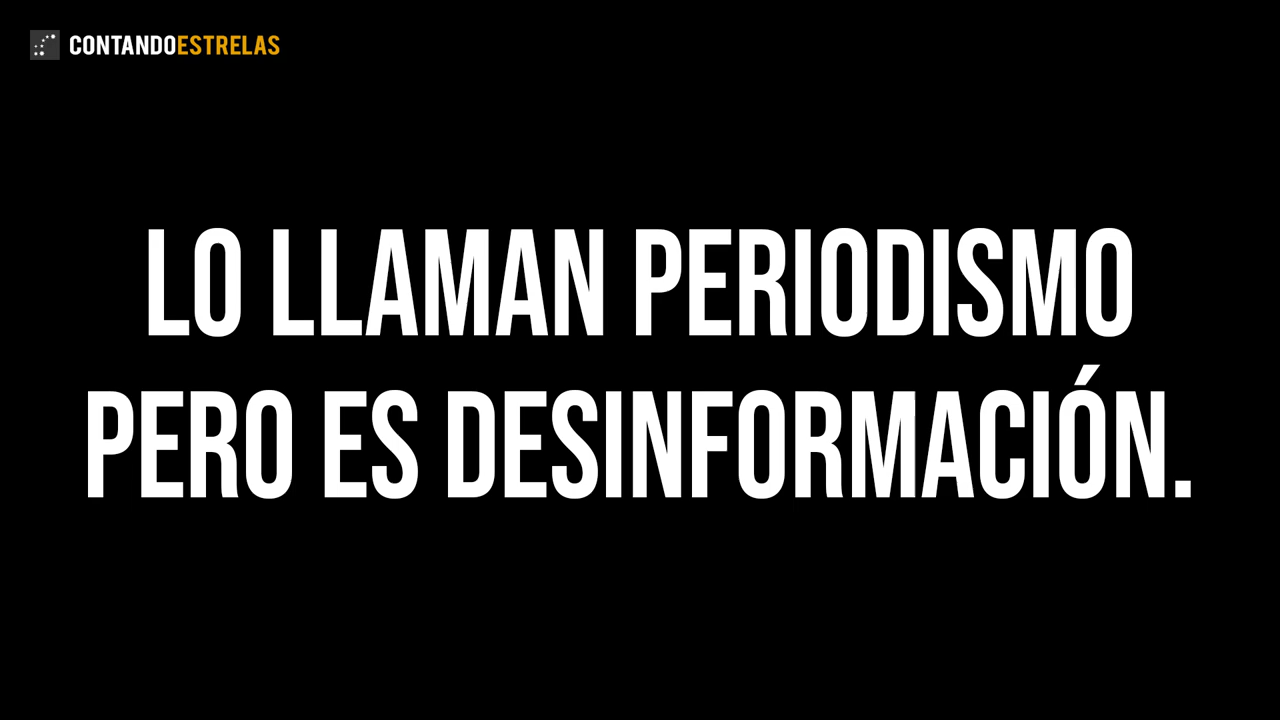 CONTANDOESTRELAS
LO LLAMAN PERIODISMO
PERO ES DESINFORMACIÓN.